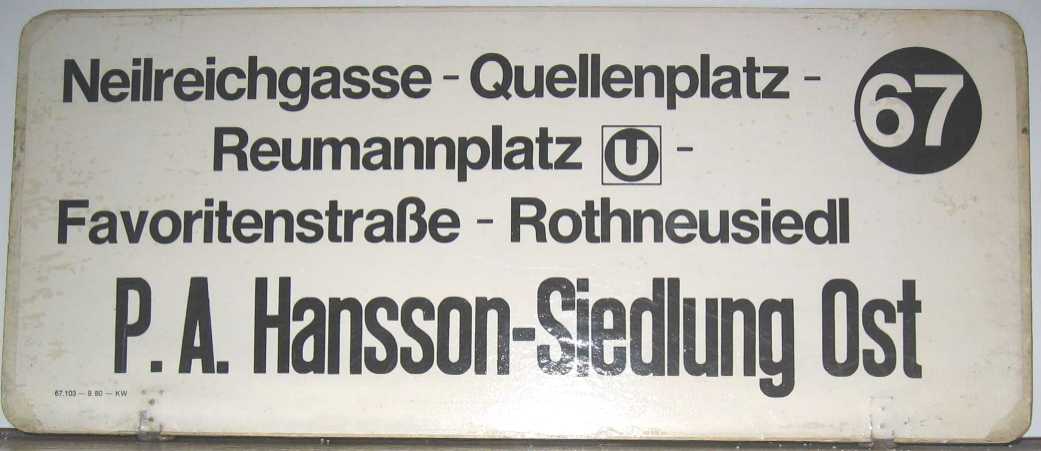 Neilreichgasse - Quellenplatz -
67
Reumannplatz U -
Favoritenstraße - Rothneusiedl
P. A. Hansson-Siedlung Ost
67.103 — 9 80 — KW